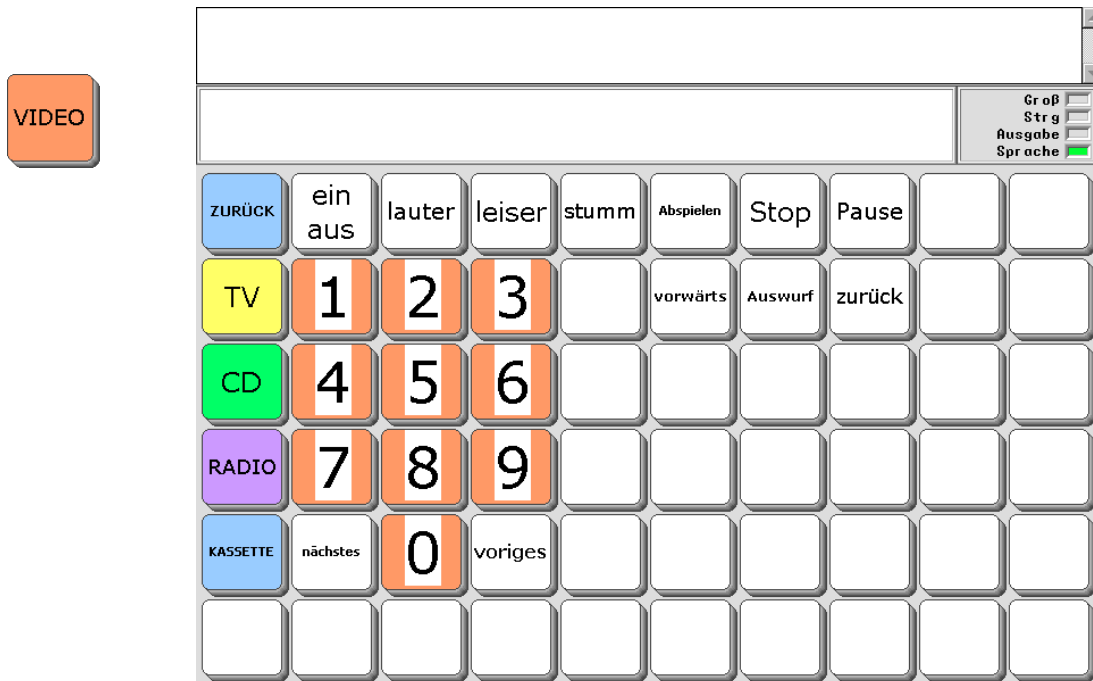 VIDEO
Groß
Strg
Ausgabe
Sprache
ZURÜCK
ein
aus
lauter
leiser
stumm
Abspielen
Stop
Pause
TV
1
2
3
vorwärts
Auswurf
zurück
CD
4
5
6
RADIO
7
8
9
KASSETTE
nächstes
0
voriges